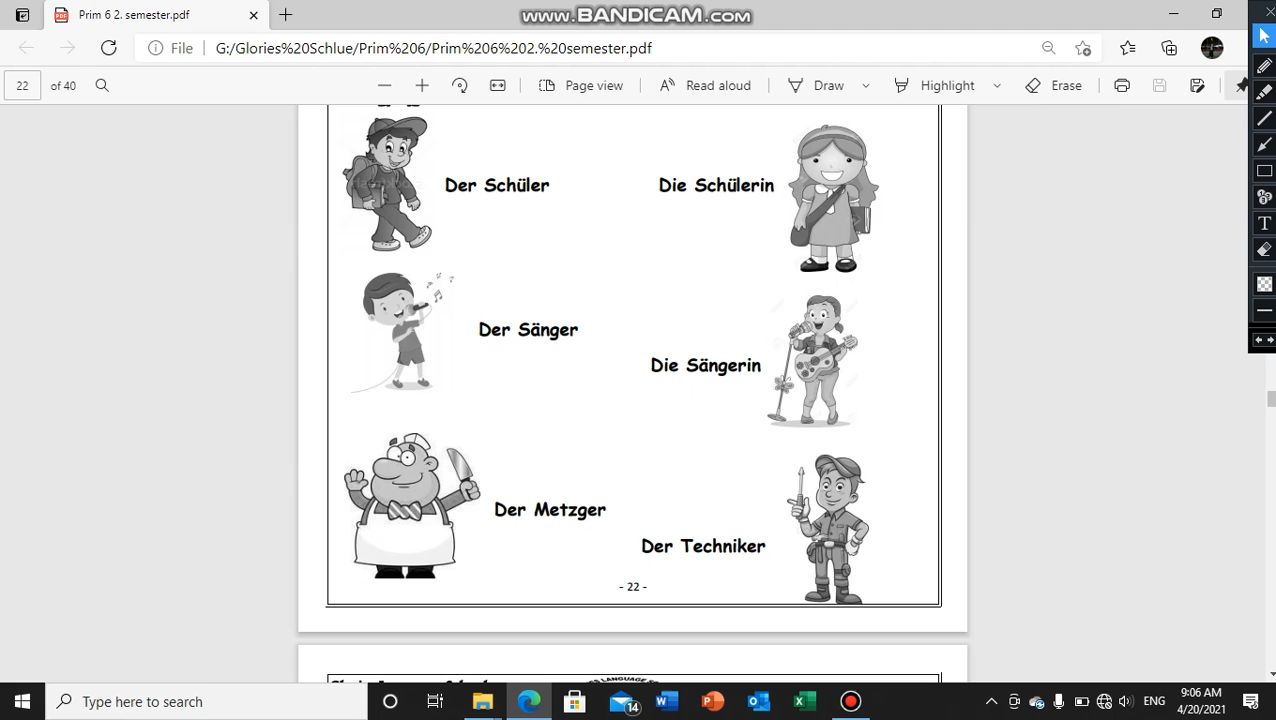 Prim 6 2. semester.pdf
www.BANDICAM.com
File
G:/Glories%20Schlue/Prim%206/Prim%206%202.%20semester.pdf
22 of 40
Page view
Read aloud
Draw
Highlight
Erase
Der Schüler
Die Schülerin
Der Sänger
Die Sängerin
Der Metzger
Der Techniker
- 22 -
Type here to search
14
ENG
9:06 AM
4/20/2021